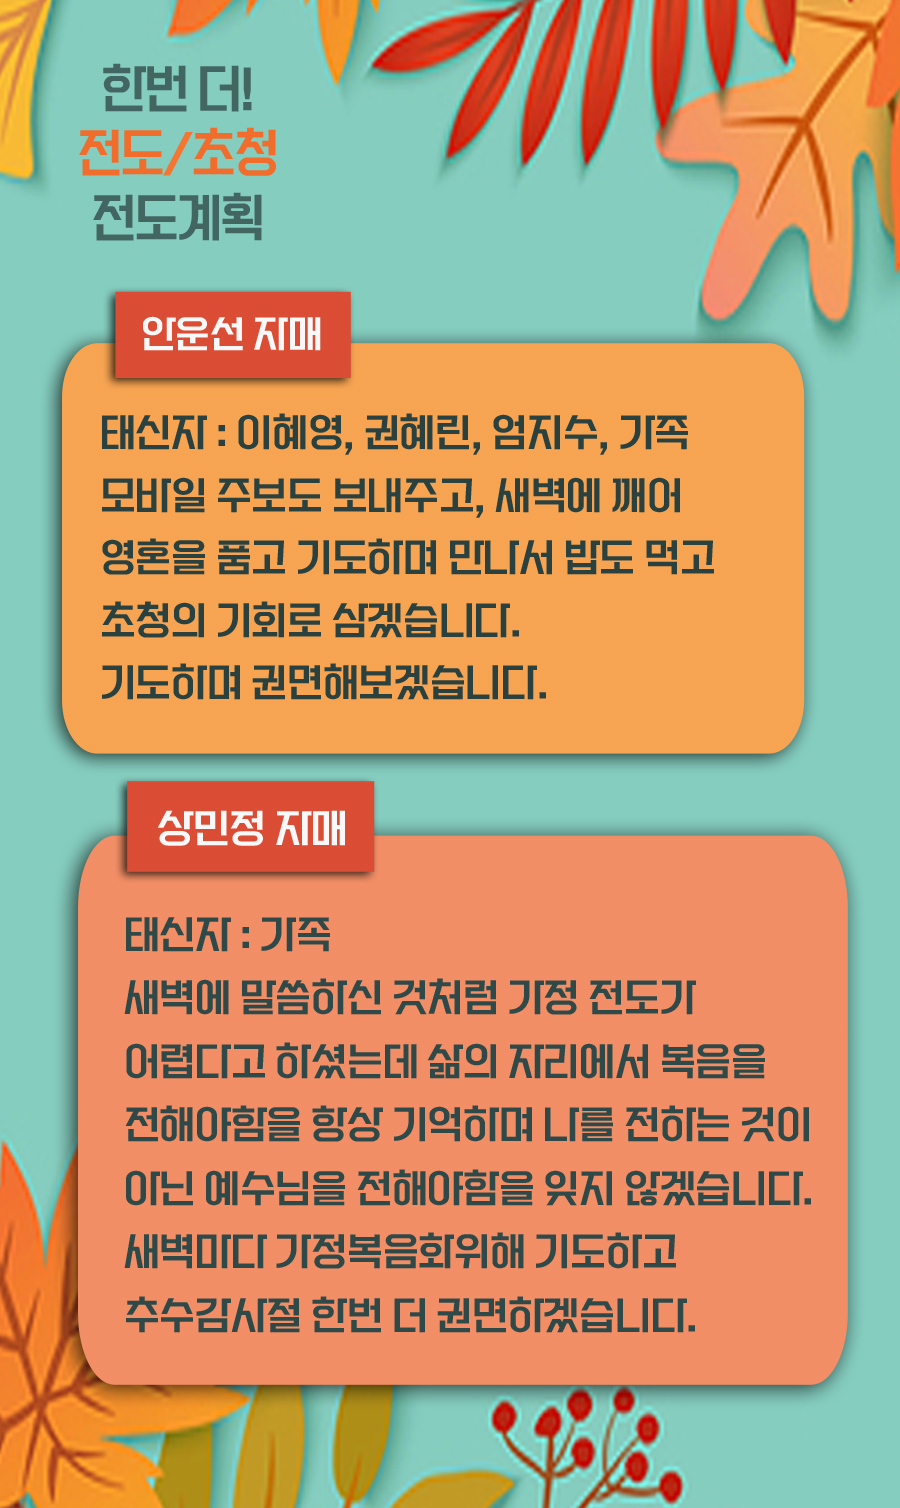 한번 더!
전도/초청
전도계획
안운선 자매
태신자 : 이혜영, 권혜린, 엄지수, 가족
모바일 주보도 보내주고, 새벽에 깨어
영혼을 품고 기도하며 만나서 밥도 먹고
초청의 기회로 삼겠습니다.
기도하며 권면해보겠습니다.
상민정 자매
태신자 : 가족
새벽에 말씀하신 것처럼 가정 전도가
어렵다고 하셨는데 삶의 자리에서 복음을
전해야함을 항상 기억하며 나를 전하는 것이
아닌 예수님을 전해야함을 잊지 않겠습니다.
새벽마다 가정복음화위해 기도하고
추수감사절 한번 더 권면하겠습니다.